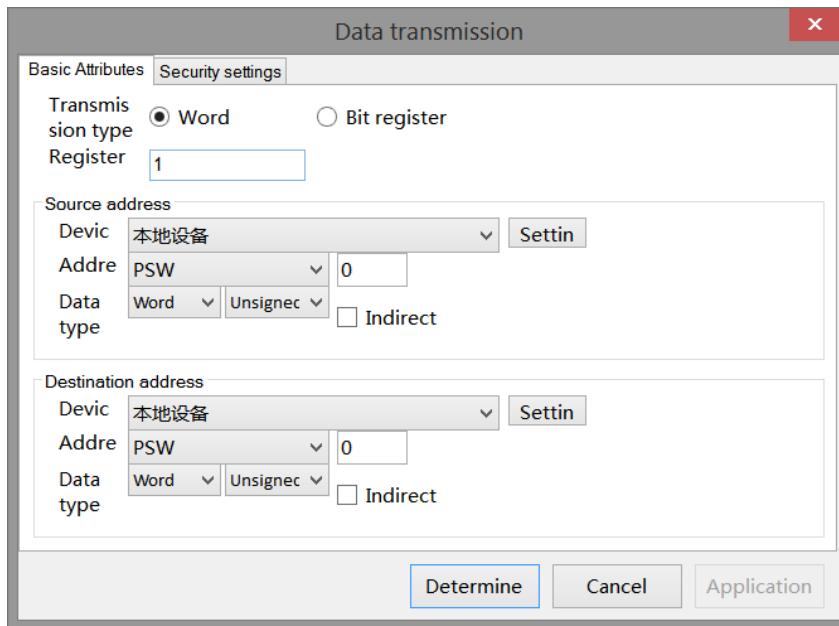 Data transmission
Basic Attributes Security settings
Transmis
sion type Word Bit register
Register 1
Source address
Devic 本地设备 Settin
Addre PSW 0
Data
type Word Unsignec Indirect
Destination address
Devic 本地设备 Settin
Addre PSW 0
Data
type Word Unsignec Indirect
Determine Cancel Application